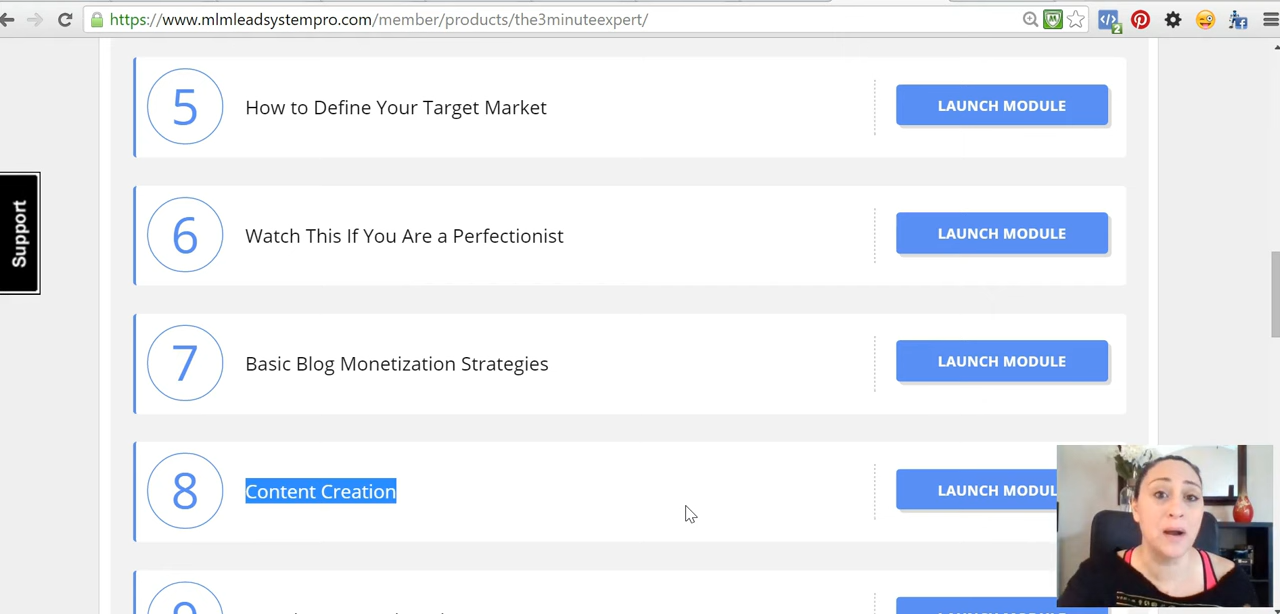 https://www.mlmleadsystempro.com/member/products/the3minuteexpert/
2
5
How to Define Your Target Market
LAUNCH MODULE
Support
6
Watch This If You Are a Perfectionist
LAUNCH MODULE
7
Basic Blog Monetization Strategies
LAUNCH MODULE
8
Content Creation
LAUNCH MODUL
9